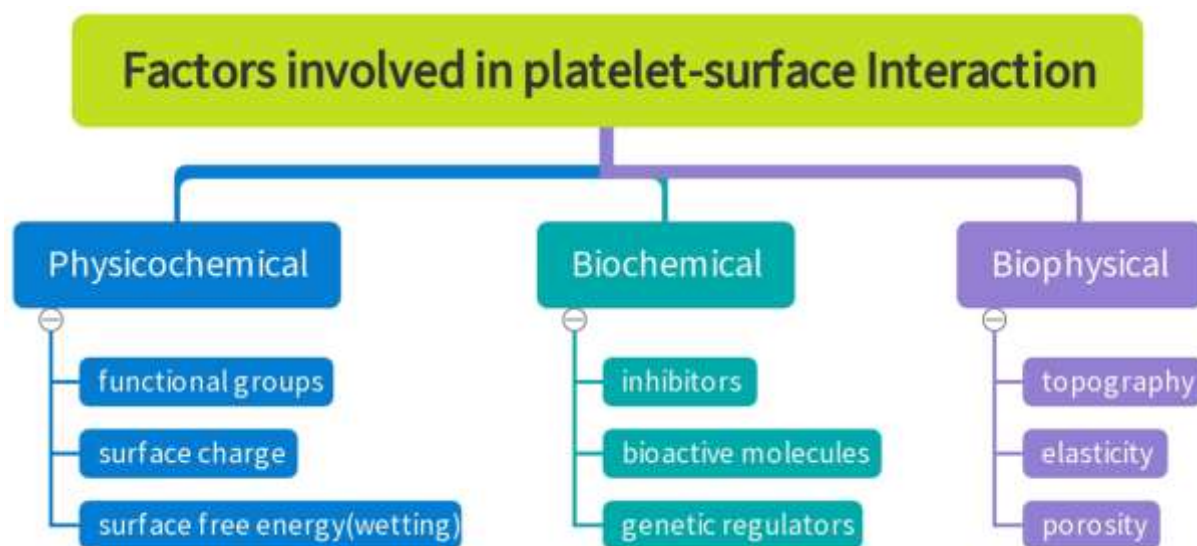 Factors involved in platelet-surface Interaction
Physicochemical
functional groups
surface charge
surface free energy(wetting)
Biochemical
inhibitors
bioactive molecules
genetic regulators
Biophysical
topography
elasticity
porosity